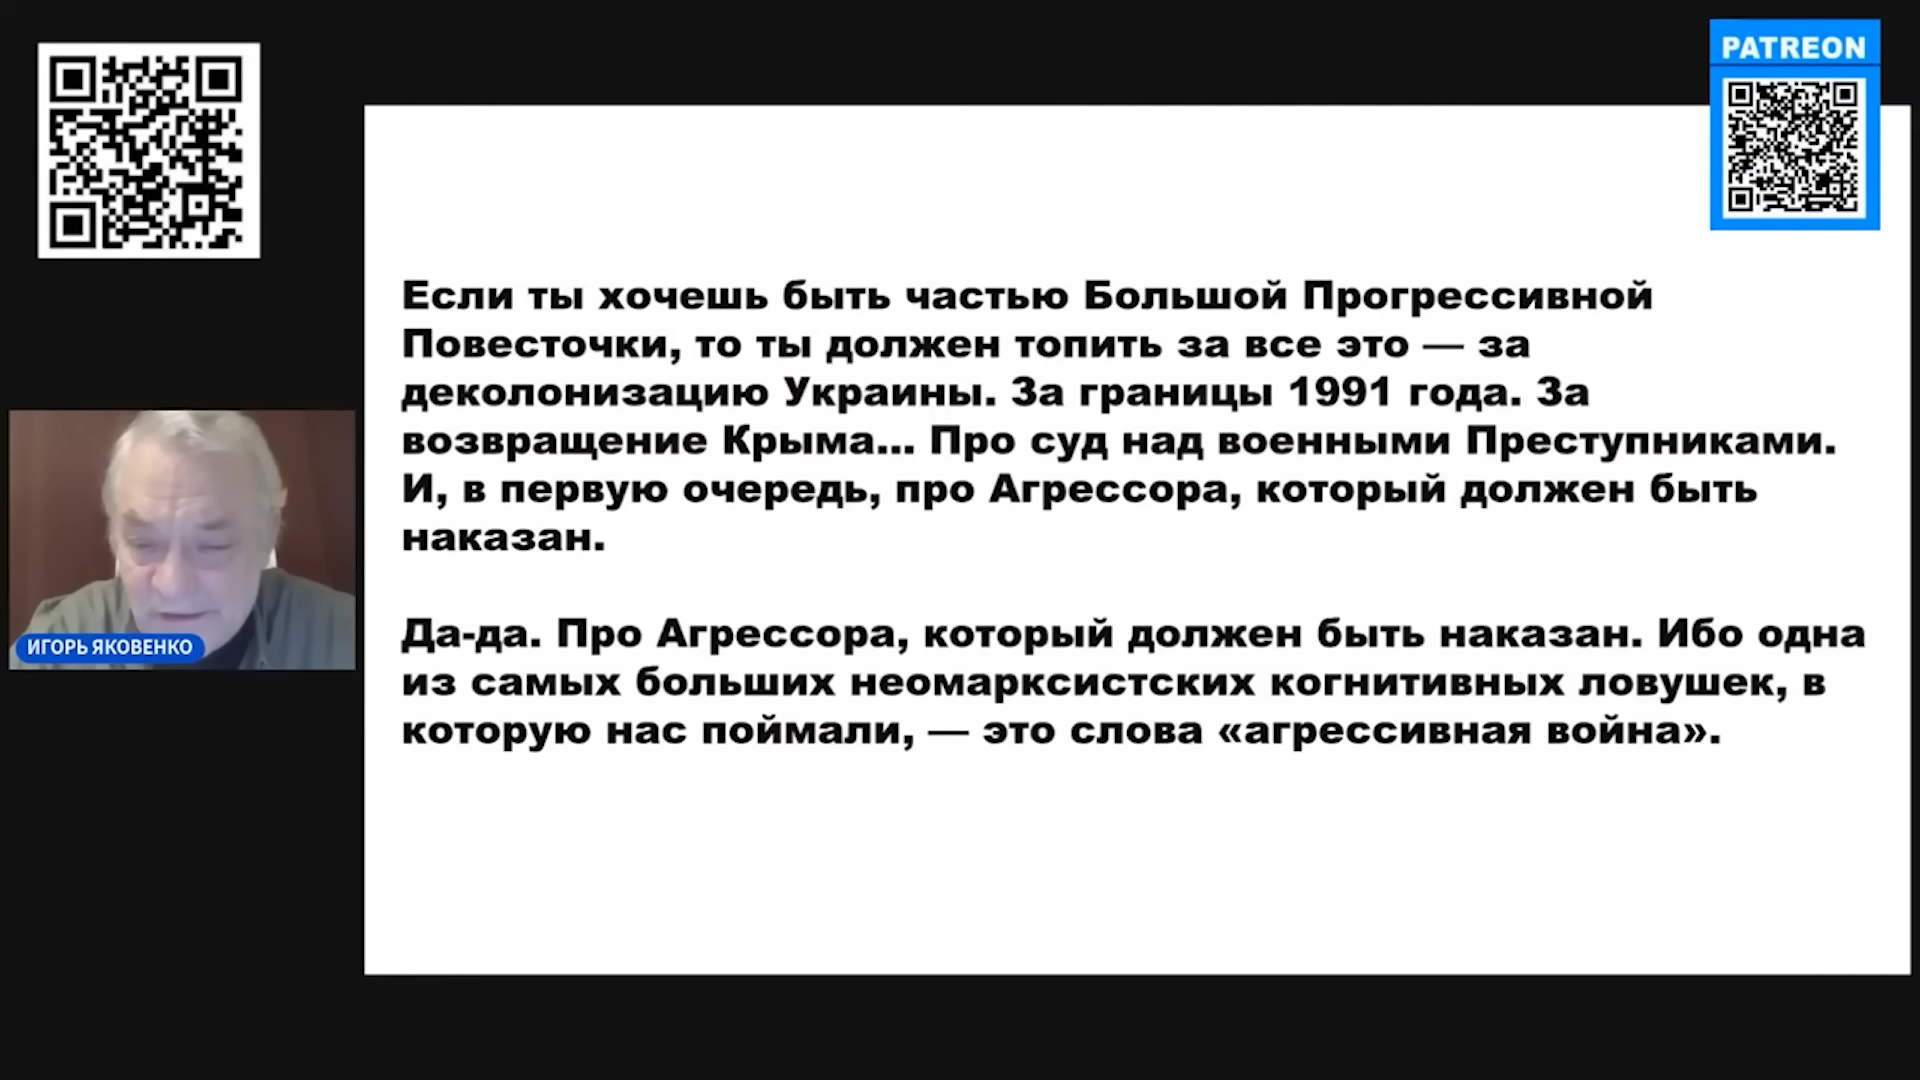 PATREON
Если ты хочешь быть частью Большой Прогрессивной
Повесточки, то ты должен топить за все это — за
деколонизацию Украины. За границы 1991 года. За
возвращение Крыма... Про суд над военными Преступниками.
И, в первую очередь, про Агрессора, который должен быть
наказан.
Да-да. Про Агрессора, который должен быть наказан. Ибо одна
из самых больших неомарксистских когнитивных ловушек, в
которую нас поймали, — это слова «агрессивная война».
ИГОРЬ ЯКОВЕНКО